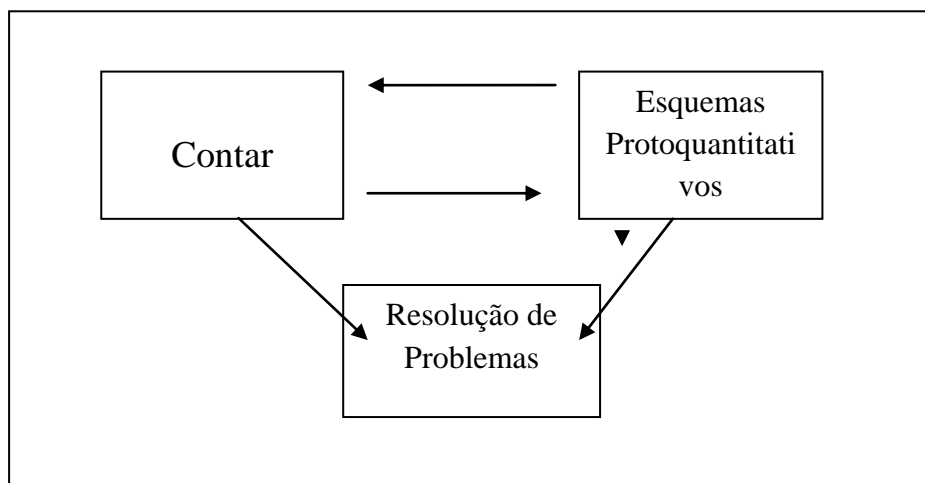 Contar
Esquemas
Protoquantitati
vos
Resolução de
Problemas